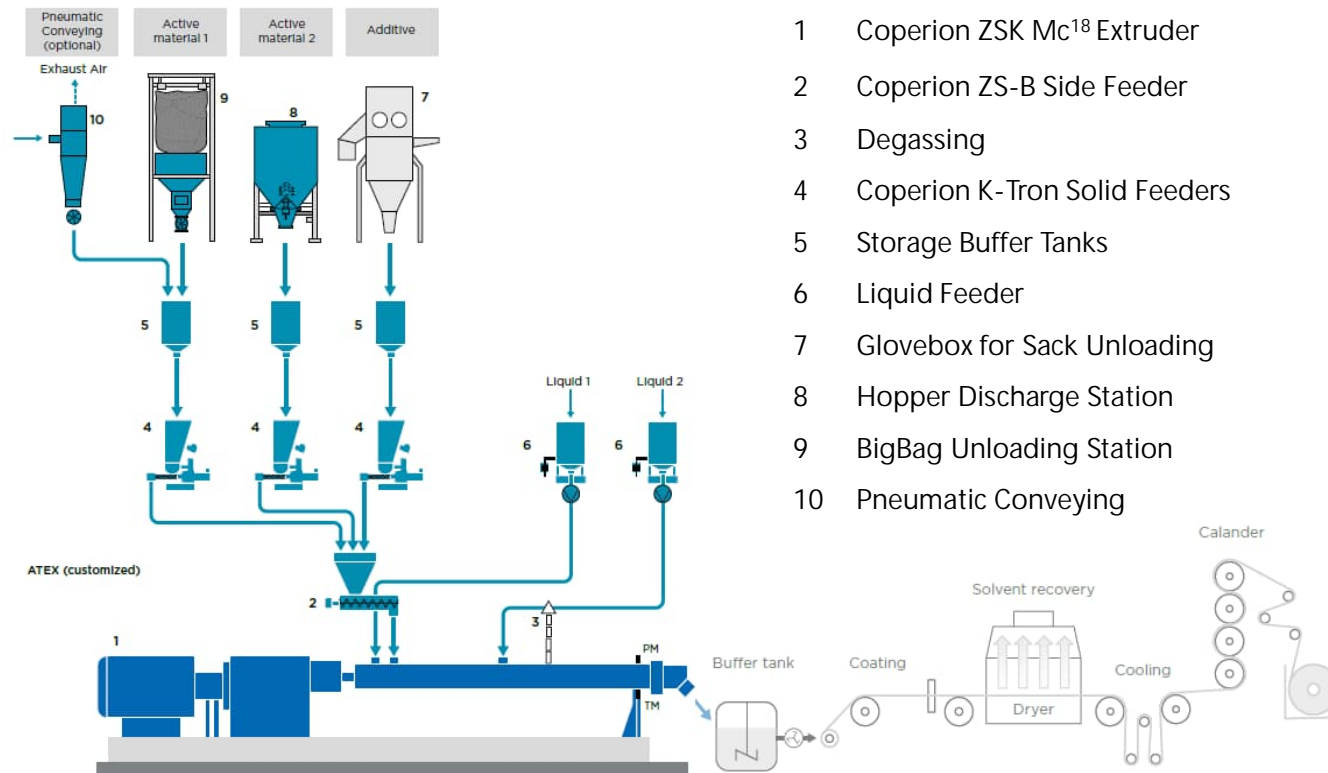 Pneumatic
Conveying
(optional)
Active
material 1
Active
material 2
Additive
Exhaust Air
10
9
8
7
5
5
5
4
4
4
Liquid 1
Liquid 2
6
6
ATEX (customized)
2
3
1
PM
TM
1 Coperion ZSK Mc¹⁸ Extruder
2 Coperion ZS-B Side Feeder
3 Degassing
4 Coperion K-Tron Solid Feeders
5 Storage Buffer Tanks
6 Liquid Feeder
7 Glovebox for Sack Unloading
8 Hopper Discharge Station
9 BigBag Unloading Station
10 Pneumatic Conveying
Buffer tank
Coating
Solvent recovery
Dryer
Cooling
Calander